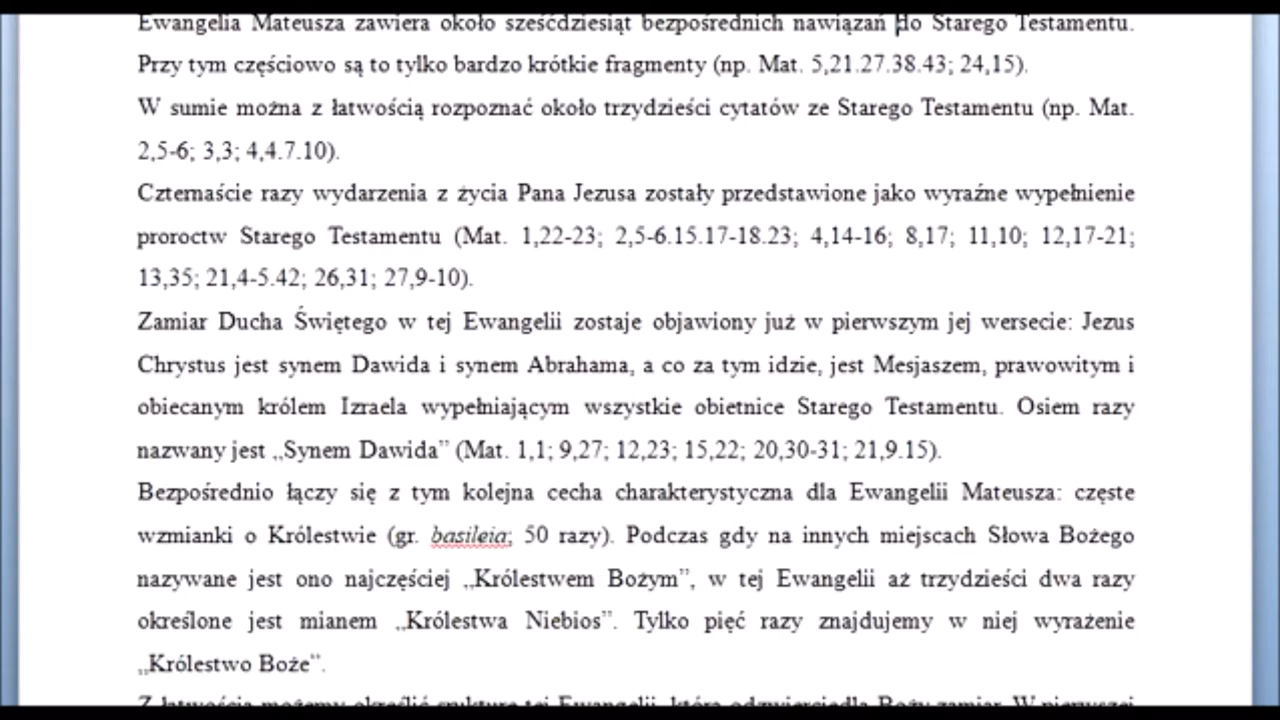 Ewangelia Mateusza zawiera około sześćdziesiąt bezpośrednich nawiązań do Starego Testamentu.
Przy tym częściowo są to tylko bardzo krótkie fragmenty (np. Mat. 5,21.27.38.43; 24,15).
W sumie można z łatwością rozpoznać około trzydzieści cytatów ze Starego Testamentu (np. Mat.
2,5-6; 3,3; 4,4.7.10).
Czternaście razy wydarzenia z życia Pana Jezusa zostały przedstawione jako wyraźne wypełnienie
proroctw Starego Testamentu (Mat. 1,22-23; 2,5-6.15.17-18.23; 4,14-16; 8,17; 11,10; 12,17-21;
13,35; 21,4-5.42; 26,31; 27,9-10).
Zamiar Ducha Świętego w tej Ewangelii zostaje objawiony już w pierwszym jej wersecie: Jezus
Chrystus jest synem Dawida i synem Abrahama, a co za tym idzie, jest Mesjaszem, prawowitym i
obiecanym królem Izraela wypełniającym wszystkie obietnice Starego Testamentu. Osiem razy
nazwany jest „Synem Dawida” (Mat. 1,1; 9,27; 12,23; 15,22; 20,30-31; 21,9.15).
Bezpośrednio łączy się z tym kolejna cecha charakterystyczna dla Ewangelii Mateusza: częste
wzmianki o Królestwie (gr. basileia; 50 razy). Podczas gdy na innych miejscach Słowa Bożego
nazywane jest ono najczęściej „Królestwem Bożym”, w tej Ewangelii aż trzydzieści dwa razy
określone jest mianem „Królestwa Niebios”. Tylko pięć razy znajdujemy w niej wyrażenie
„Królestwo Boże”.
Z łatwością możemy określić tej Ewangelii, która odzwierciedla Boży zamiar. W pierwszej